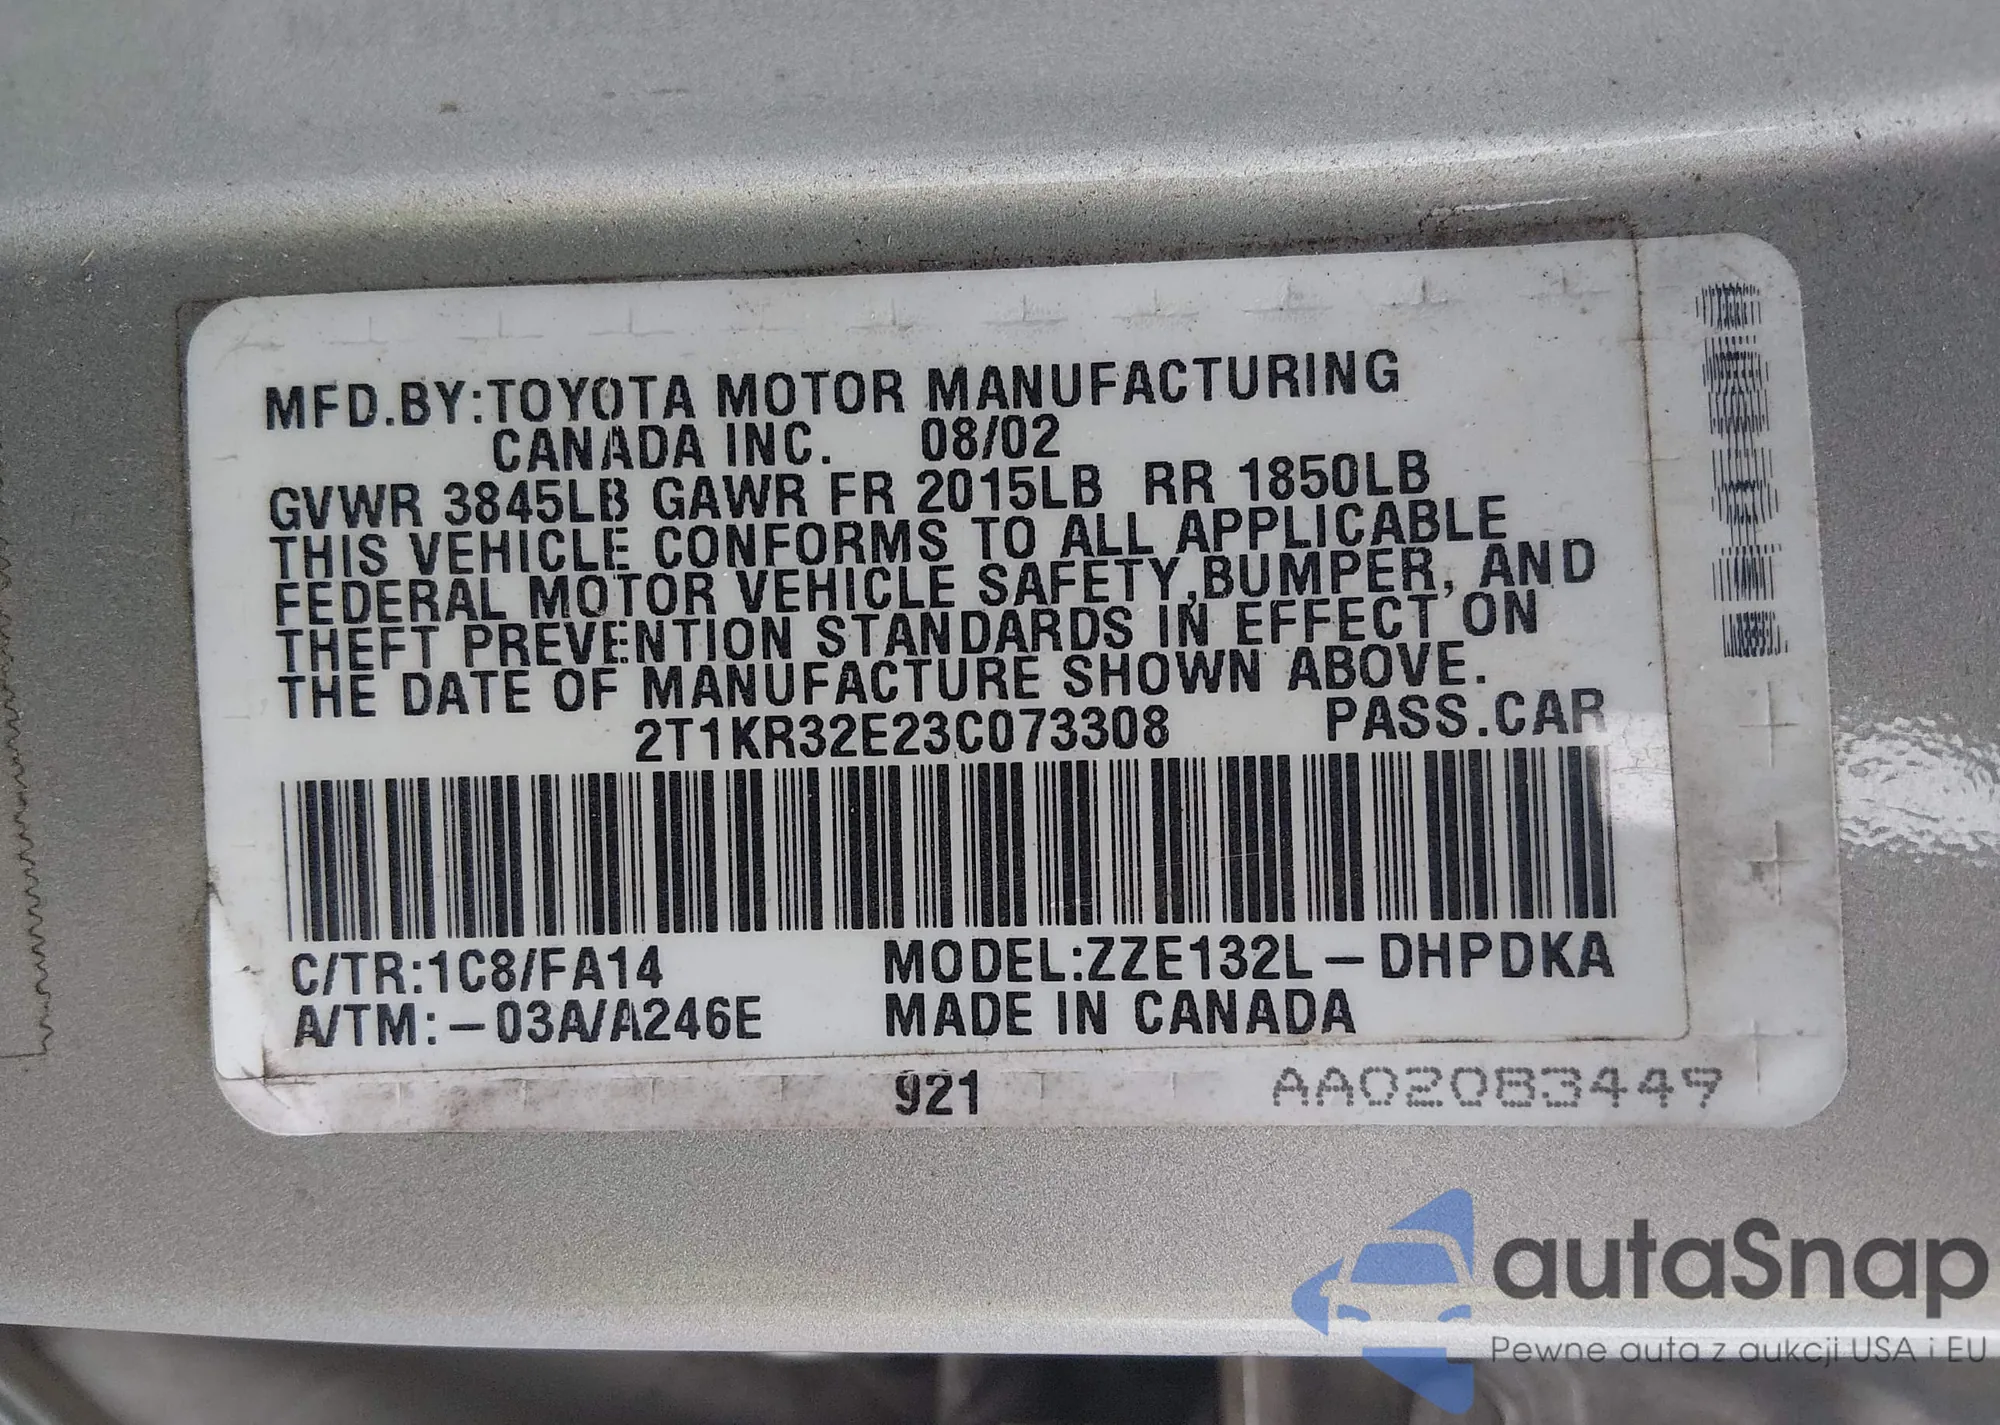 MFD.BY:TOYOTA MOTOR MANUFACTURING
CANADA INC. 08/02
GVWR 3845LB GAWR FR 2015LB RR 1850LB
THIS VEHICLE CONFORMS TO ALL APPLICABLE
FEDERAL MOTOR VEHICLE SAFETY,BUMPER, AND
THEFT PREVENTION STANDARDS IN EFFECT ON
THE DATE OF MANUFACTURE SHOWN ABOVE.
2T1KR32E23C073308 PASS.CAR
C/TR:1C8/FA14 MODEL:ZZE132L-DHPDKA
A/TM:-03A/A246E MADE IN CANADA
921 AA02083449
autaSnap
Pewne auta z aukcji USA i EU